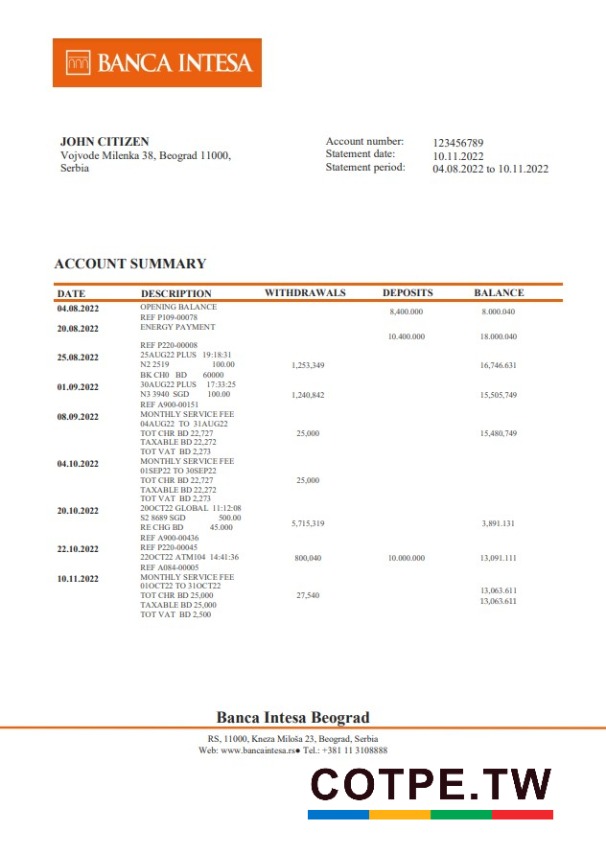 BANCA INTESA
JOHN CITIZEN
Vojvode Milenka 38, Beograd 11000,
Serbia
Account number: 123456789
Statement date: 10.11.2022
Statement period: 04.08.2022 to 10.11.2022
ACCOUNT SUMMARY
DATE DESCRIPTION WITHDRAWALS DEPOSITS BALANCE
04.08.2022 OPENING BALANCE 8,400.000 8.000.040
REF P109-00078
20.08.2022 ENERGY PAYMENT
10.400.000 18.000.040
REF P220-00008
25.08.2022 25AUG22 PLUS 19:18:31
N2 2519 100.00 1,253,349 16,746.631
BK CH0 BD 60000
01.09.2022 30AUG22 PLUS 17:33:25
N3 3940 SGD 100.00 1,240,842 15,505,749
REF A900-00151
08.09.2022 MONTHLY SERVICE FEE
04AUG22 TO 31AUG22
TOT CHR BD 22,727 25,000 15,480,749
TAXABLE BD 22,272
TOT VAT BD 2,273
04.10.2022 MONTHLY SERVICE FEE
01SEP22 TO 30SEP22
TOT CHR BD 22,727 25,000
TAXABLE BD 22,272
TOT VAT BD 2,273
20.10.2022 20OCT22 GLOBAL 11:12:08
S2 8689 SGD 500.00
RE CHG BD 45.000 5,715,319 3,891.131
REF A900-00436
22.10.2022 REF P220-00045
22OCT22 ATM104 14:41:36 800,040 10.000.000 13,091.111
REF A084-00005
10.11.2022 MONTHLY SERVICE FEE
01OCT22 TO 31OCT22 13,063.611
TOT CHR BD 25,000 27,540
TAXABLE BD 25,000 13,063.611
TOT VAT BD 2,500
Banca Intesa Beograd
RS, 11000, Kneza Miloša 23, Beograd, Serbia
Web: www.bancaintesa.rs● Tel.: +381 11 3108888
COTPE.TW